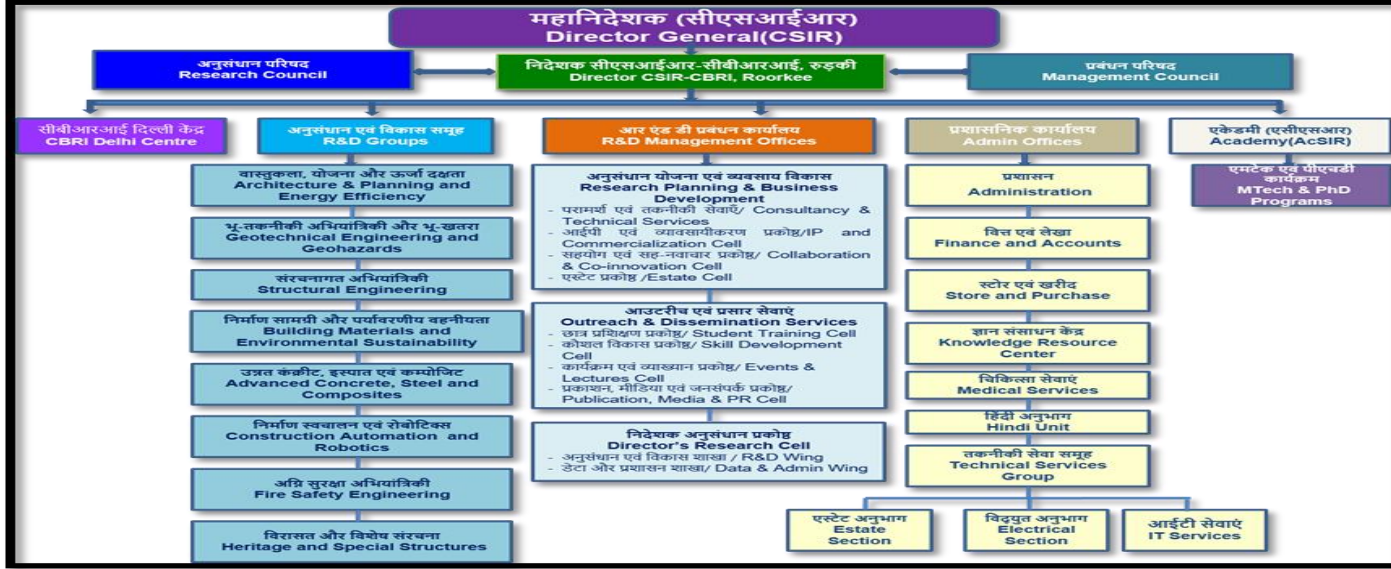 महानिदेशक (सीएसआईआर)
Director General(CSIR)
अनुसंधान परिषद
Research Council
निदेशक सीएसआईआर-सीबीआरआई, रुड़की
Director CSIR-CBRI, Roorkee
प्रबंधन परिषद
Management Council
सीबीआरआई दिल्ली केंद्र
CBRI Delhi Centre
अनुसंधान एवं विकास समूह
R&D Groups
आर एंड डी प्रबंधन कार्यालय
R&D Management Offices
प्रशासनिक कार्यालय
Admin Offices
एकेडमी (एसीएसआर)
Academy(AcSIR)
वास्तुकला, योजना और ऊर्जा दक्षता
Architecture & Planning and
Energy Efficiency
भू-तकनीकी अभियांत्रिकी और भू-खतरा
Geotechnical Engineering and
Geohazards
संरचनागत अभियांत्रिकी
Structural Engineering
निर्माण सामग्री और पर्यावरणीय वहनीयता
Building Materials and
Environmental Sustainability
उन्नत कंक्रीट, इस्पात एवं कम्पोजिट
Advanced Concrete, Steel and
Composites
निर्माण स्वचालन एवं रोबोटिक्स
Construction Automation and
Robotics
अग्नि सुरक्षा अभियांत्रिकी
Fire Safety Engineering
विरासत और विशेष संरचना
Heritage and Special Structures
अनुसंधान योजना एवं व्यवसाय विकास
Research Planning & Business
Development
- परामर्श एवं तकनीकी सेवाएँ/ Consultancy &
Technical Services
- आईपी एवं व्यावसायीकरण प्रकोष्ठ/IP and
Commercialization Cell
- सहयोग एवं सह-नवाचार प्रकोष्ठ/ Collaboration
& Co-innovation Cell
- एस्टेट प्रकोष्ठ /Estate Cell
आउटरीच एवं प्रसार सेवाएं
Outreach & Dissemination Services
- छात्र प्रशिक्षण प्रकोष्ठ/ Student Training Cell
- कौशल विकास प्रकोष्ठ/ Skill Development
Cell
- कार्यक्रम एवं व्याख्यान प्रकोष्ठ/ Events &
Lectures Cell
- प्रकाशन, मीडिया एवं जनसंपर्क प्रकोष्ठ/
Publication, Media & PR Cell
निदेशक अनुसंधान प्रकोष्ठ
Director's Research Cell
- अनुसंधान एवं विकास शाखा / R&D Wing
- डेटा और प्रशासन शाखा/ Data & Admin Wing
प्रशासन
Administration
वित्त एवं लेखा
Finance and Accounts
स्टोर एवं खरीद
Store and Purchase
ज्ञान संसाधन केंद्र
Knowledge Resource
Center
चिकित्सा सेवाएं
Medical Services
हिंदी अनुभाग
Hindi Unit
तकनीकी सेवा समूह
Technical Services
Group
एस्टेट अनुभाग
Estate
Section
विद्युत अनुभाग
Electrical
Section
आईटी सेवाएं
IT Services
एमटेक एवं पीएचडी
कार्यक्रम
MTech & PhD
Programs